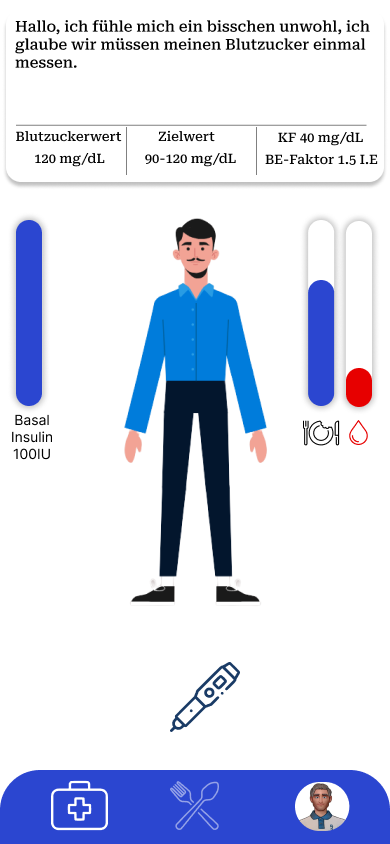 Hallo, ich fühle mich ein bisschen unwohl, ich
glaube wir müssen meinen Blutzucker einmal
messen.
Blutzuckerwert
120 mg/dL
Zielwert
90-120 mg/dL
KF 40 mg/dL
BE-Faktor 1.5 I.E
Basal
Insulin
100IU